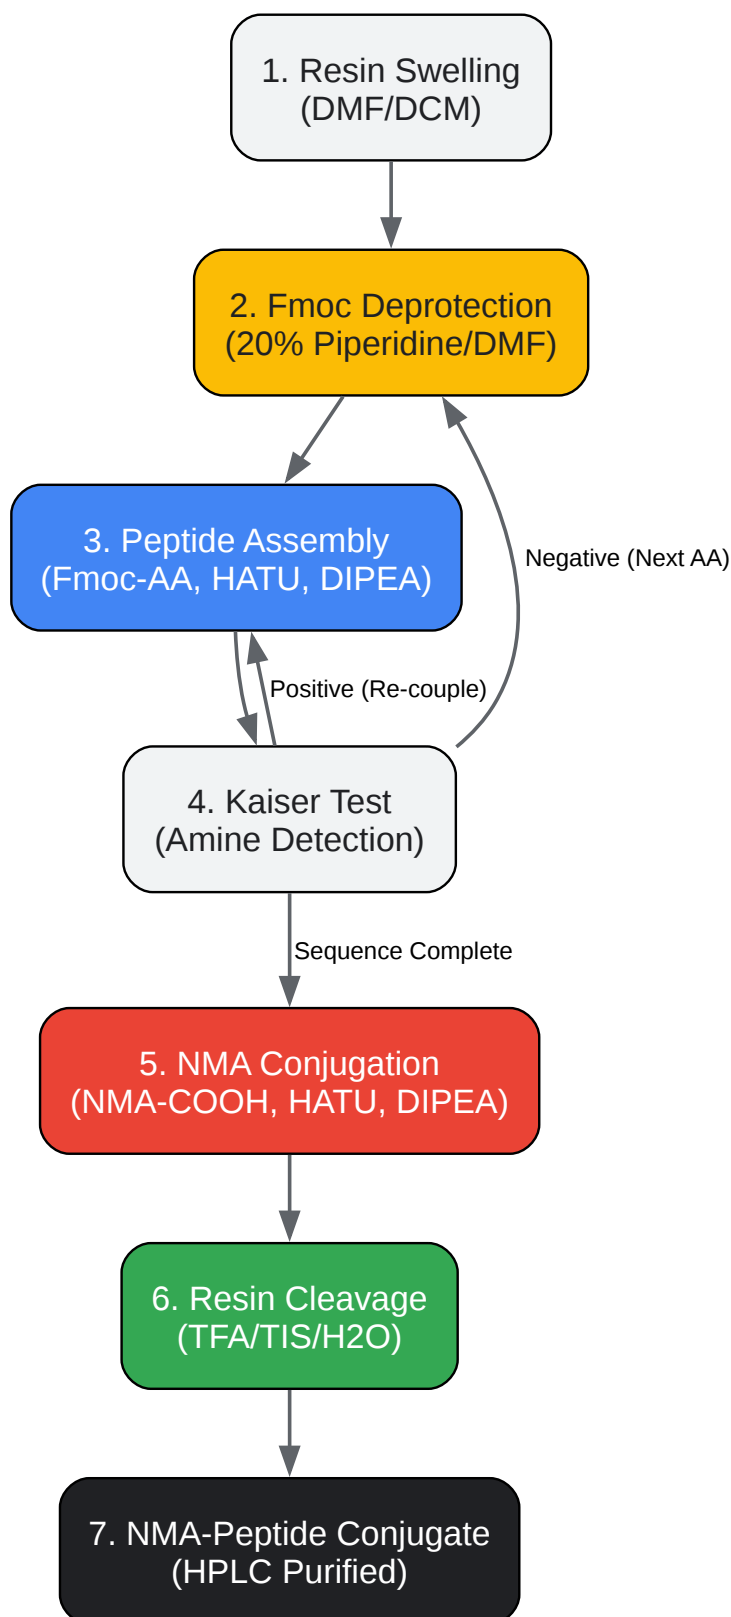 1. Resin Swelling
(DMF/DCM)
2. Fmoc Deprotection
(20% Piperidine/DMF)
3. Peptide Assembly
(Fmoc-AA, HATU, DIPEA)
Negative (Next AA)
Positive (Re-couple)
4. Kaiser Test
(Amine Detection)
Sequence Complete
5. NMA Conjugation
(NMA-COOH, HATU, DIPEA)
6. Resin Cleavage
(TFA/TIS/H2O)
7. NMA-Peptide Conjugate
(HPLC Purified)